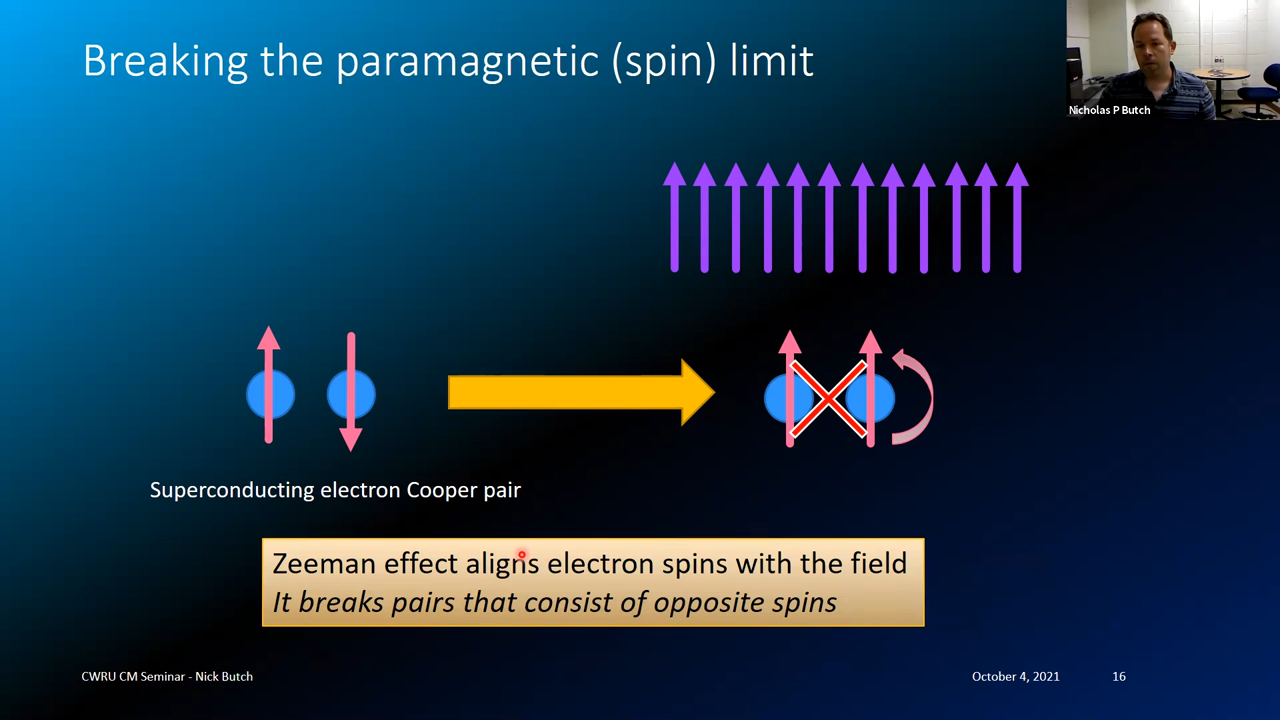 Breaking the paramagnetic (spin) limit
Nicholas P Butch
Superconducting electron Cooper pair
Zeeman effect aligns electron spins with the field
It breaks pairs that consist of opposite spins
CWRU CM Seminar - Nick Butch
October 4, 2021
16